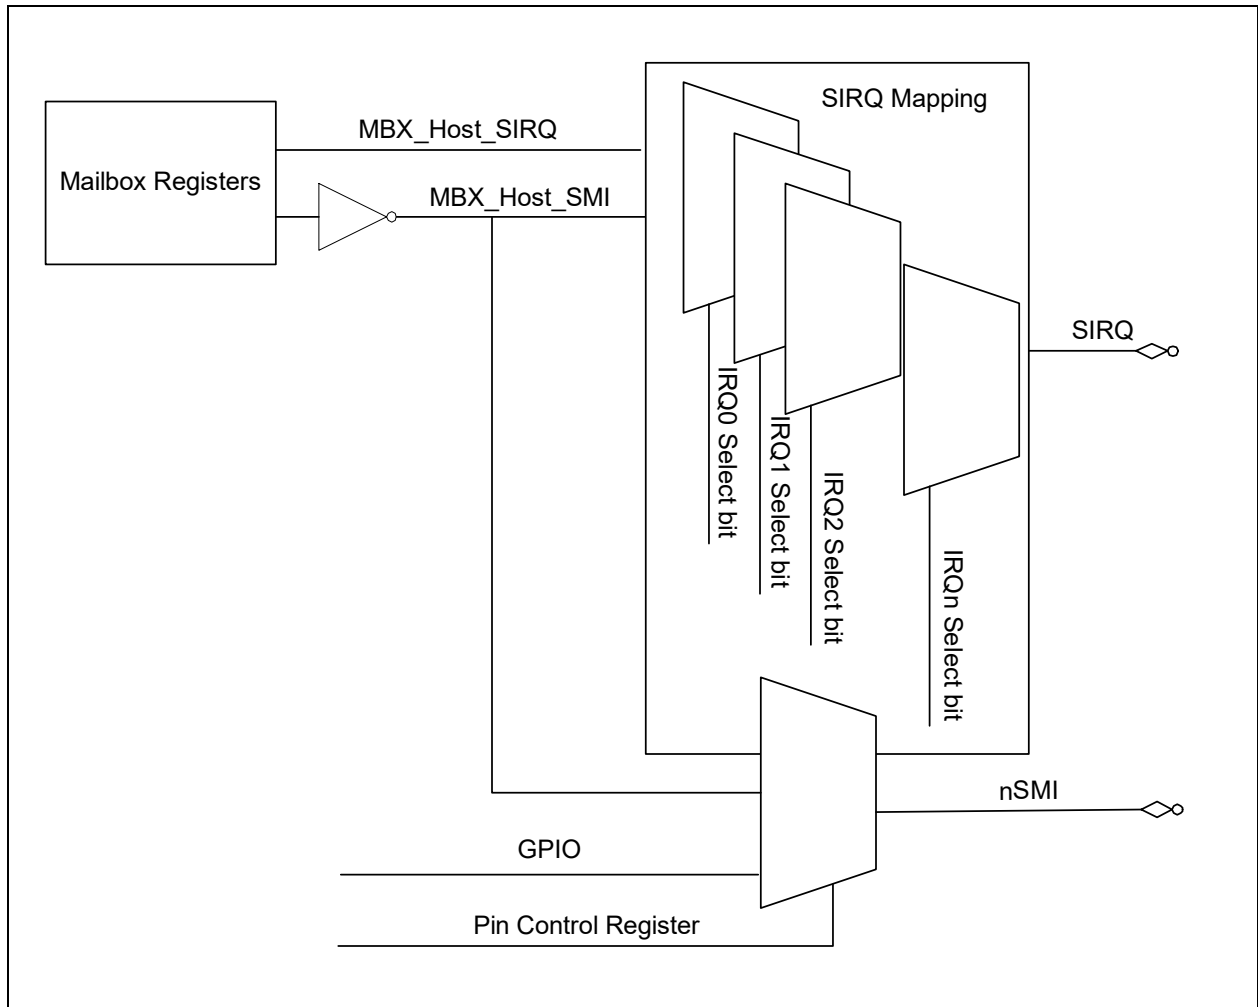 SIRQ Mapping
MBX_Host_SIRQ
Mailbox Registers
MBX_Host_SMI
SIRQ
IRQ0 Select bit
IRQ1 Select bit
IRQ2 Select bit
IRQn Select bit
nSMI
GPIO
Pin Control Register